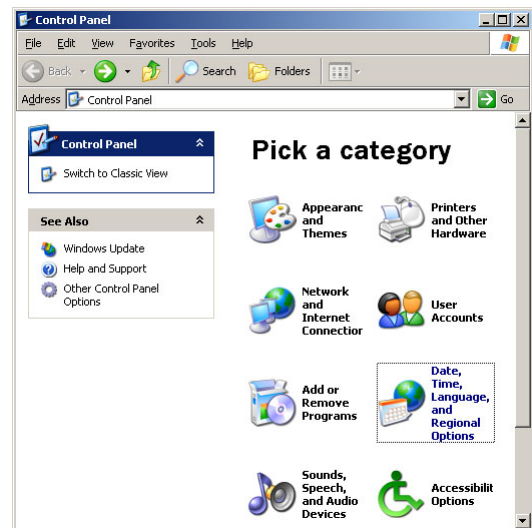 Control Panel
File Edit View Favorites Tools Help
Back Search Folders
Address Control Panel Go
Control Panel
Switch to Classic View
See Also
Windows Update
Help and Support
Other Control Panel
Options
Pick a category
Appearanc
and
Themes
Printers
and Other
Hardware
Network
and
Internet
Connection
User
Accounts
Add or
Remove
Programs
Date,
Time,
Language,
and
Regional
Options
Sounds,
Speech,
and Audio
Devices
Accessibilit
Options